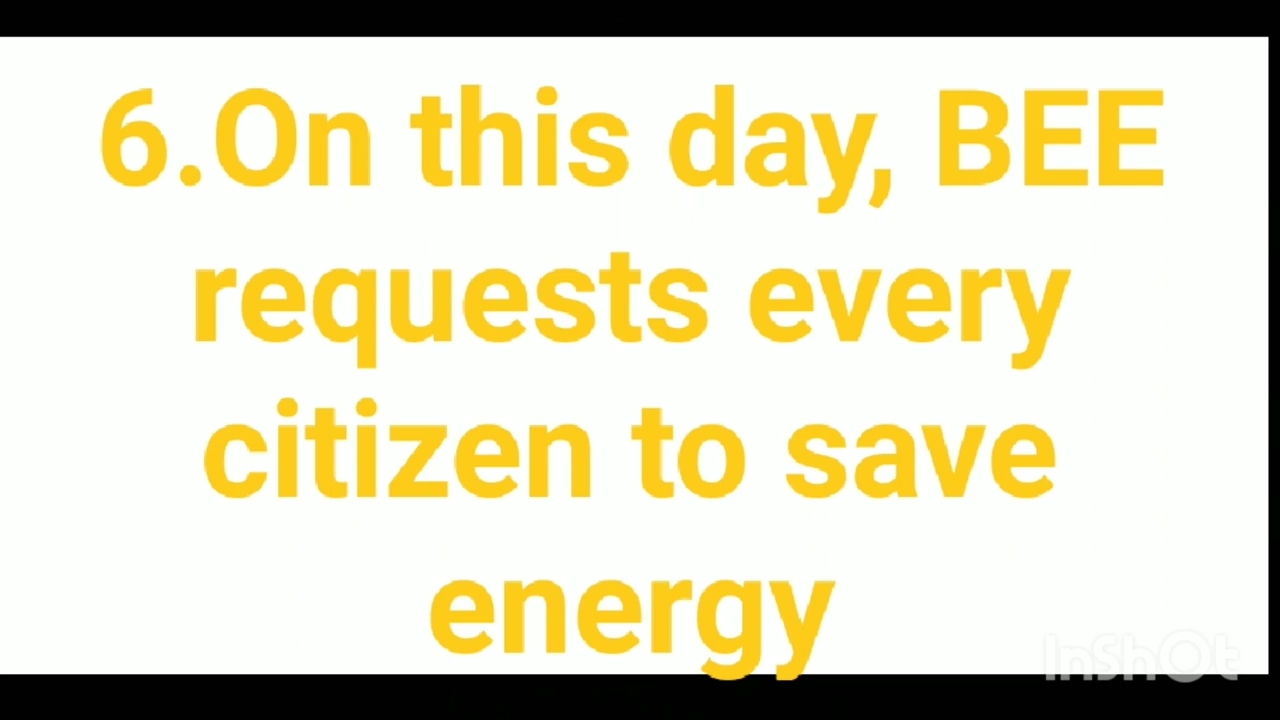 6.On this day, BEE
requests every
citizen to save
energy
InShOt